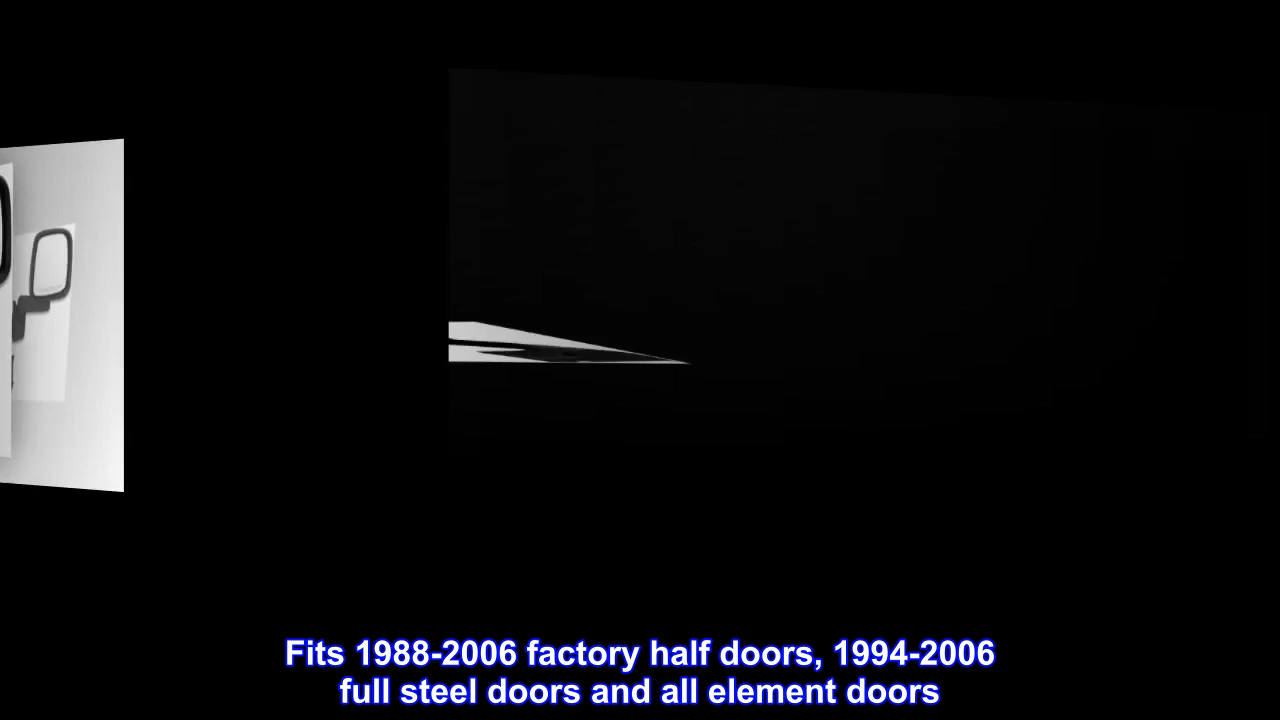 Fits 1988-2006 factory half doors, 1994-2006
full steel doors and all element doors